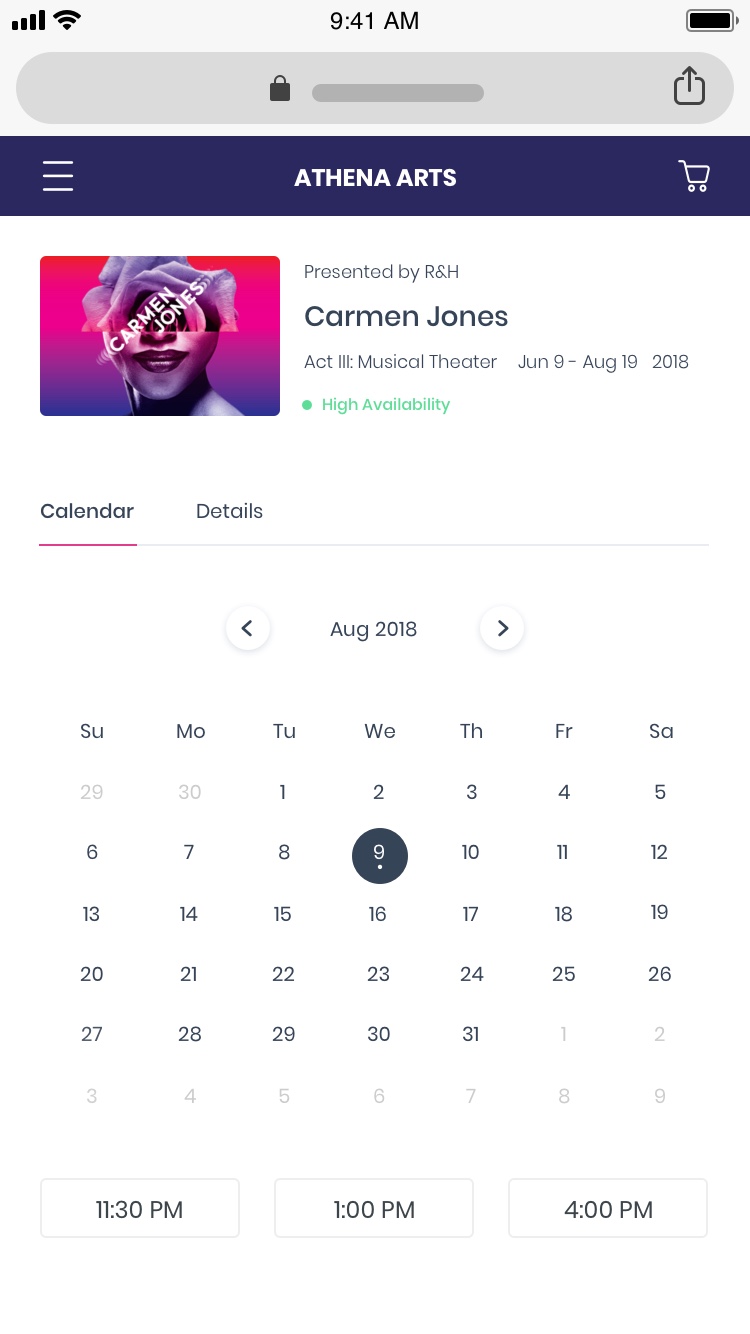 9:41 AM
ATHENA ARTS
CARMEN
JONES
Presented by R&H
Carmen Jones
Act III: Musical Theater Jun 9 - Aug 19 2018
High Availability
Calendar Details
Aug 2018
Su Mo Tu We Th Fr Sa
29 30 1 2 3 4 5
6 7 8 9 10 11 12
13 14 15 16 17 18 19
20 21 22 23 24 25 26
27 28 29 30 31 1 2
3 4 5 6 7 8 9
11:30 PM 1:00 PM 4:00 PM